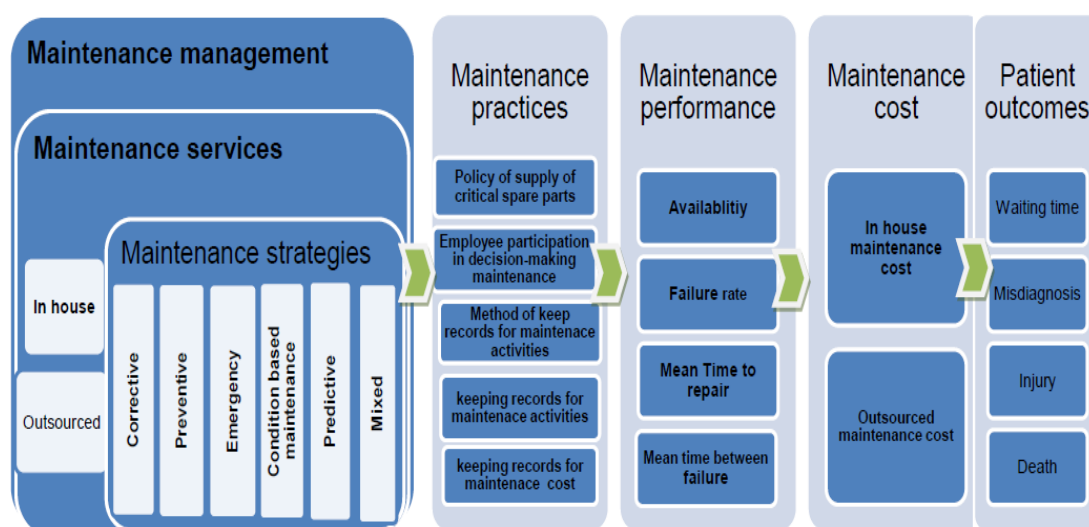 Maintenance management
Maintenance services
In house
Outsourced
Maintenance strategies
Corrective
Preventive
Emergency
Condition based
maintenance
Predictive
Mixed
Maintenance
practices
Policy of supply of
critical spare parts
Employee participation
in decision-making
maintenance
Method of keep
records for maintenace
activities
keeping records for
maintenace activities
keeping records for
maintenace cost
Maintenance
performance
Availablitiy
Failure rate
Mean Time to
repair
Mean time between
failure
Maintenance
cost
In house
maintenance
cost
Outsourced
maintenance cost
Patient
outcomes
Waiting time
Misdiagnosis
Injury
Death